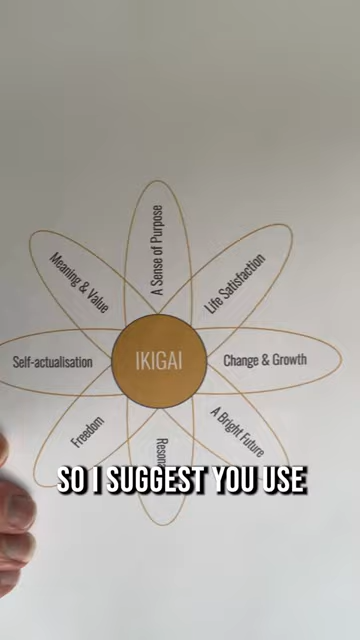 A Sense of Purpose
Life Satisfaction
Meaning & Value
IKIGAI
Change & Growth
Self-actualisation
A Bright Future
Freedom
SO I SUGGEST YOU USE